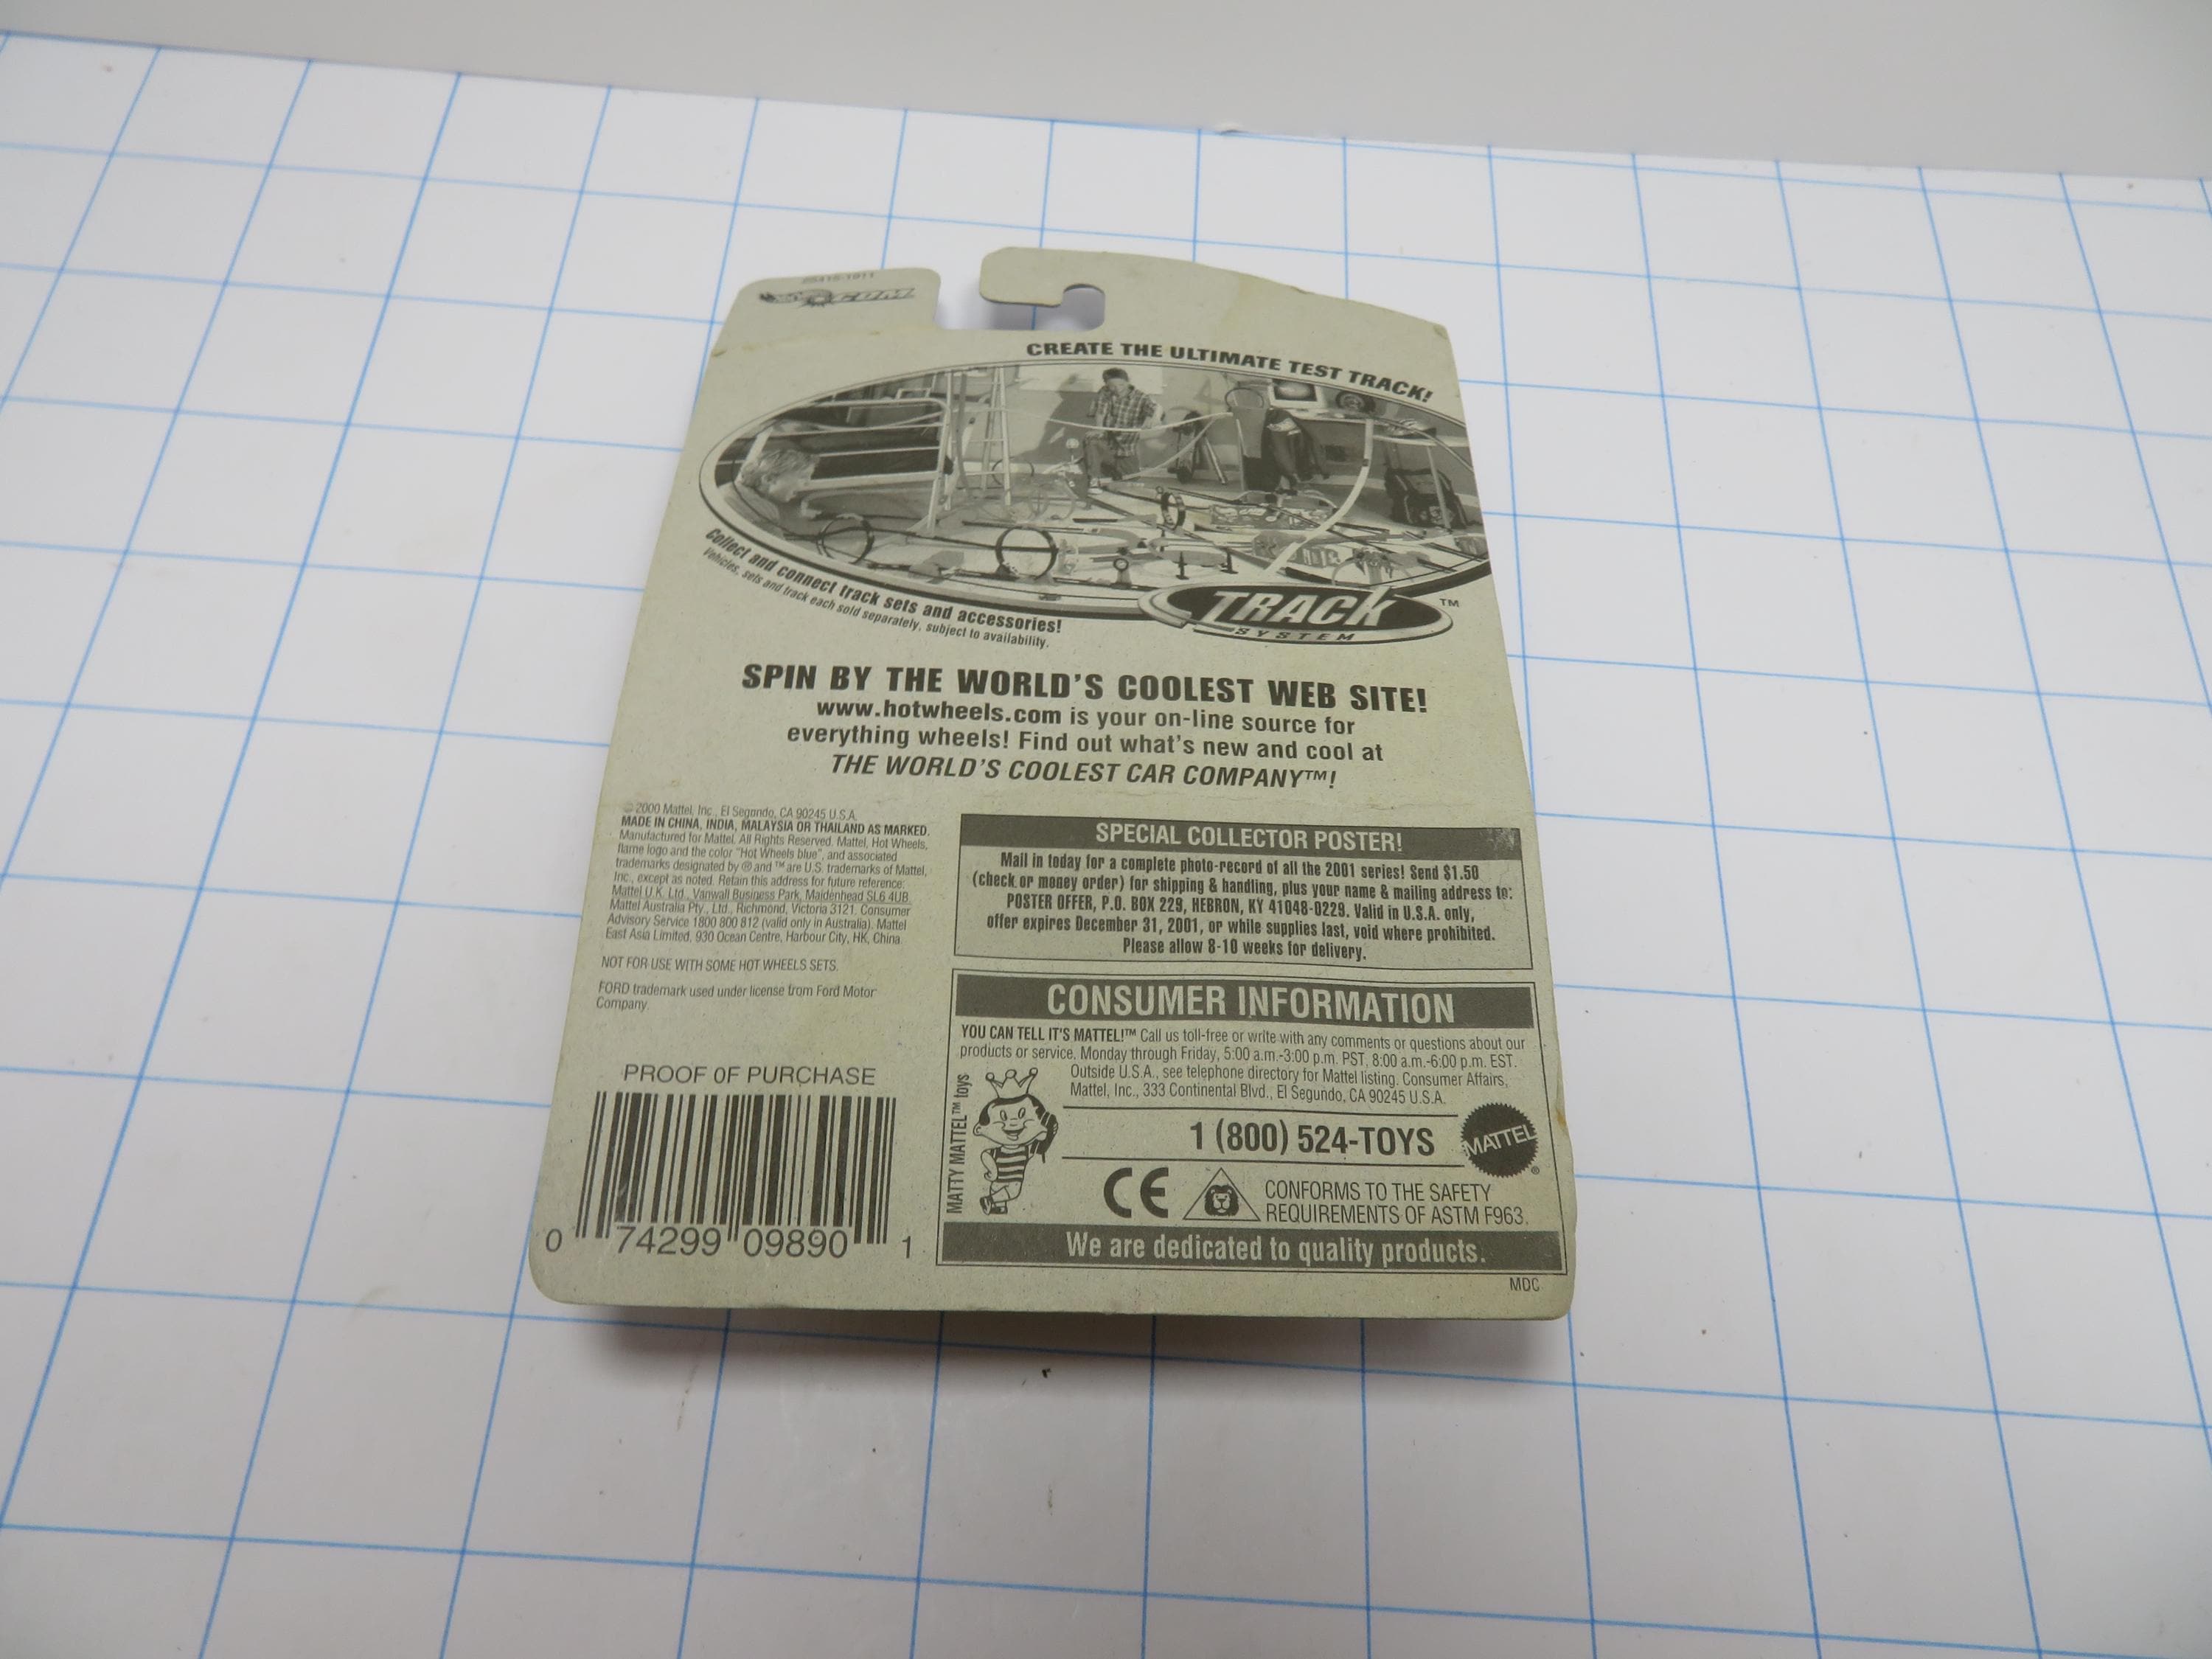 .COM
CREATE THE ULTIMATE TEST TRACK!
Collect and connect track sets and accessories!
Vehicles, sets and track each sold separately, subject to availability.
TRACK™
SYSTEM
SPIN BY THE WORLD'S COOLEST WEB SITE!
www.hotwheels.com is your on-line source for
everything wheels! Find out what's new and cool at
THE WORLD'S COOLEST CAR COMPANY™!
© 2000 Mattel, Inc., El Segundo, CA 90245 U.S.A.
MADE IN CHINA, INDIA, MALAYSIA OR THAILAND AS MARKED.
Manufactured for Mattel. All Rights Reserved. Mattel, Hot Wheels,
flame logo and the color "Hot Wheels blue", and associated
trademarks designated by ® and ™ are U.S. trademarks of Mattel,
Inc., except as noted. Retain this address for future reference:
Mattel U.K. Ltd., Vanwall Business Park, Maidenhead SL6 4UB.
Mattel Australia Pty., Ltd., Richmond, Victoria 3121. Consumer
Advisory Service 1800 800 812 (valid only in Australia). Mattel
East Asia Limited, 930 Ocean Centre, Harbour City, HK, China.
NOT FOR USE WITH SOME HOT WHEELS SETS.
FORD trademark used under license from Ford Motor
Company.
PROOF OF PURCHASE
0 74299 09890 1
SPECIAL COLLECTOR POSTER!
Mail in today for a complete photo-record of all the 2001 series! Send $1.50
(check or money order) for shipping & handling, plus your name & mailing address to:
POSTER OFFER, P.O. BOX 229, HEBRON, KY 41048-0229. Valid in U.S.A. only,
offer expires December 31, 2001, or while supplies last, void where prohibited.
Please allow 8-10 weeks for delivery.
CONSUMER INFORMATION
YOU CAN TELL IT'S MATTEL!™ Call us toll-free or write with any comments or questions about our
products or service, Monday through Friday, 5:00 a.m.-3:00 p.m. PST, 8:00 a.m.-6:00 p.m. EST.
Outside U.S.A., see telephone directory for Mattel listing. Consumer Affairs,
Mattel, Inc., 333 Continental Blvd., El Segundo, CA 90245 U.S.A.
MATTY MATTEL™ toys
1 (800) 524-TOYS
MATTEL®
CE
CONFORMS TO THE SAFETY
REQUIREMENTS OF ASTM F963.
We are dedicated to quality products.
MDC